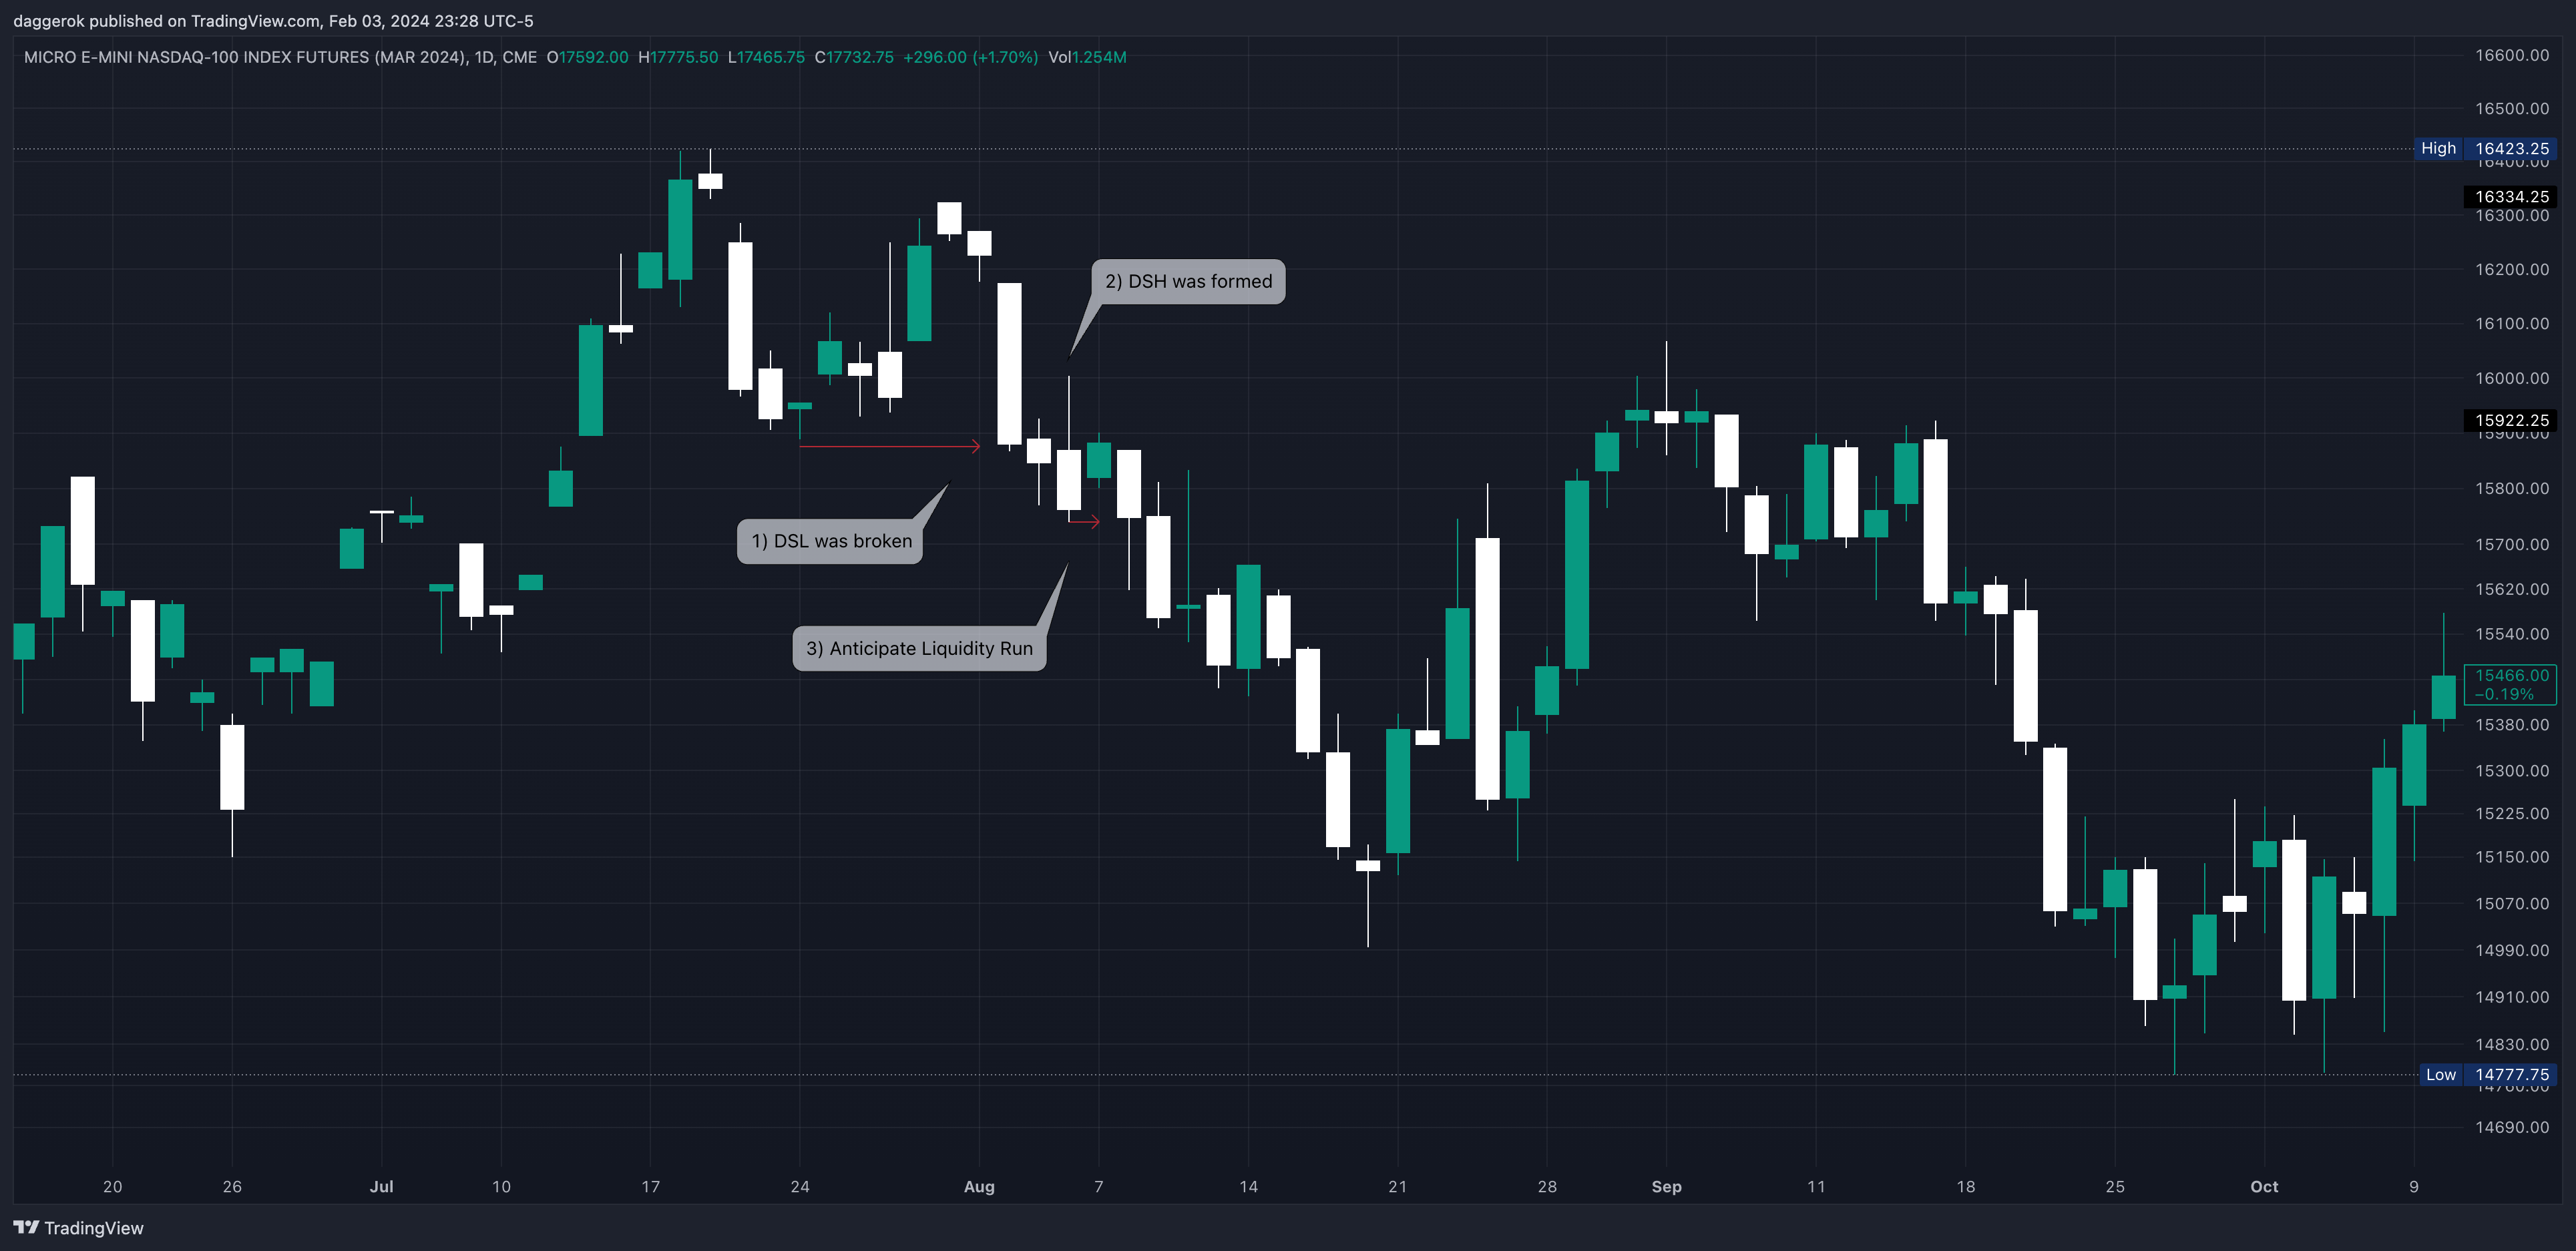 daggerok published on TradingView.com, Feb 03, 2024 23:28 UTC-5
MICRO E-MINI NASDAQ-100 INDEX FUTURES (MAR 2024), 1D, CME O17592.00 H17775.50 L17465.75 C17732.75 +296.00 (+1.70%) Vol1.254M
16600.00
16500.00
High 16423.25
16400.00
16334.25
16300.00
16200.00
2) DSH was formed
16100.00
16000.00
15922.25
15900.00
15800.00
1) DSL was broken
15700.00
15620.00
3) Anticipate Liquidity Run
15540.00
15466.00
−0.19%
15380.00
15300.00
15225.00
15150.00
15070.00
14990.00
14910.00
14830.00
Low 14777.75
14760.00
14690.00
20 26 Jul 10 17 24 Aug 7 14 21 28 Sep 11 18 25 Oct 9
TradingView